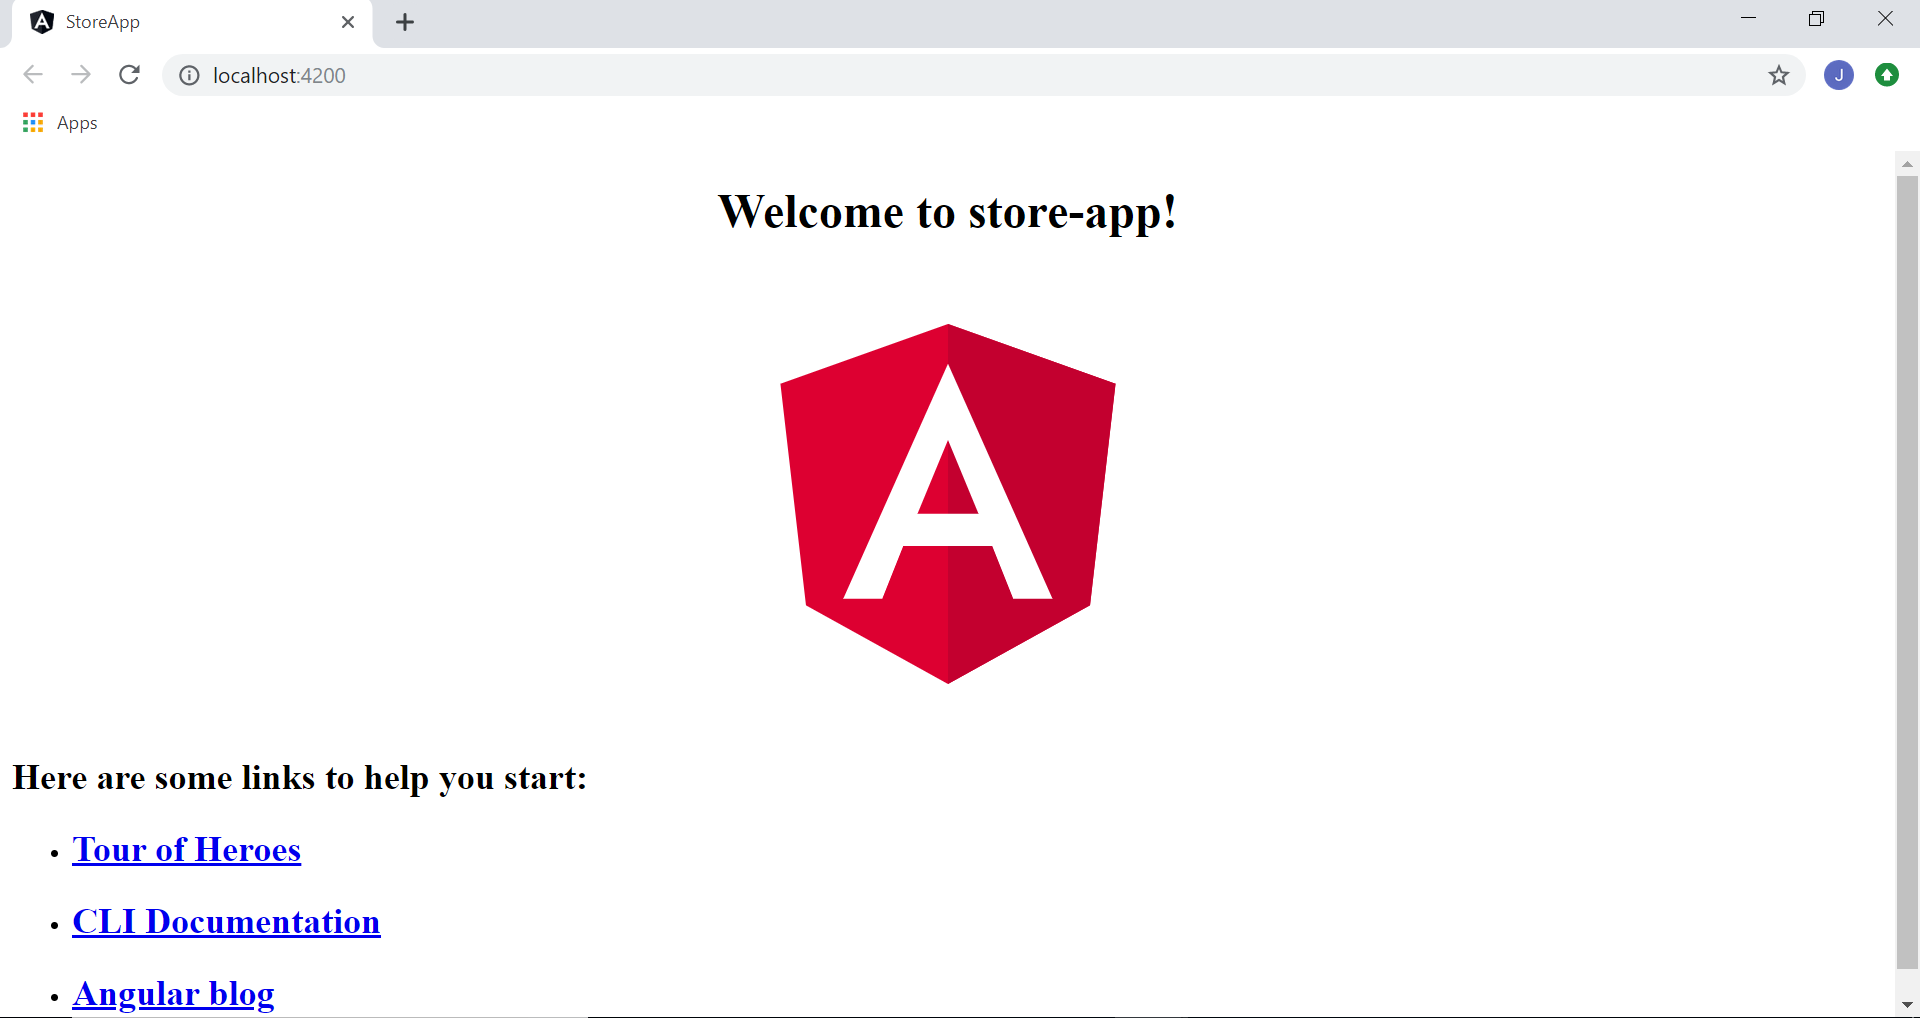 StoreApp
localhost:4200
J
Apps
Welcome to store-app!
A
Here are some links to help you start:
Tour of Heroes
CLI Documentation
Angular blog